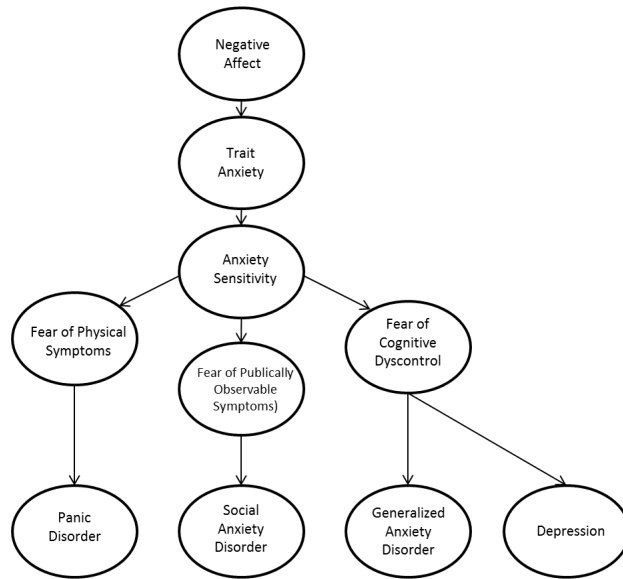 Negative
Affect
Trait
Anxiety
Anxiety
Sensitivity
Fear of Physical
Symptoms
Fear of Publically
Observable
Symptoms)
Fear of
Cognitive
Dyscontrol
Panic
Disorder
Social
Anxiety
Disorder
Generalized
Anxiety
Disorder
Depression